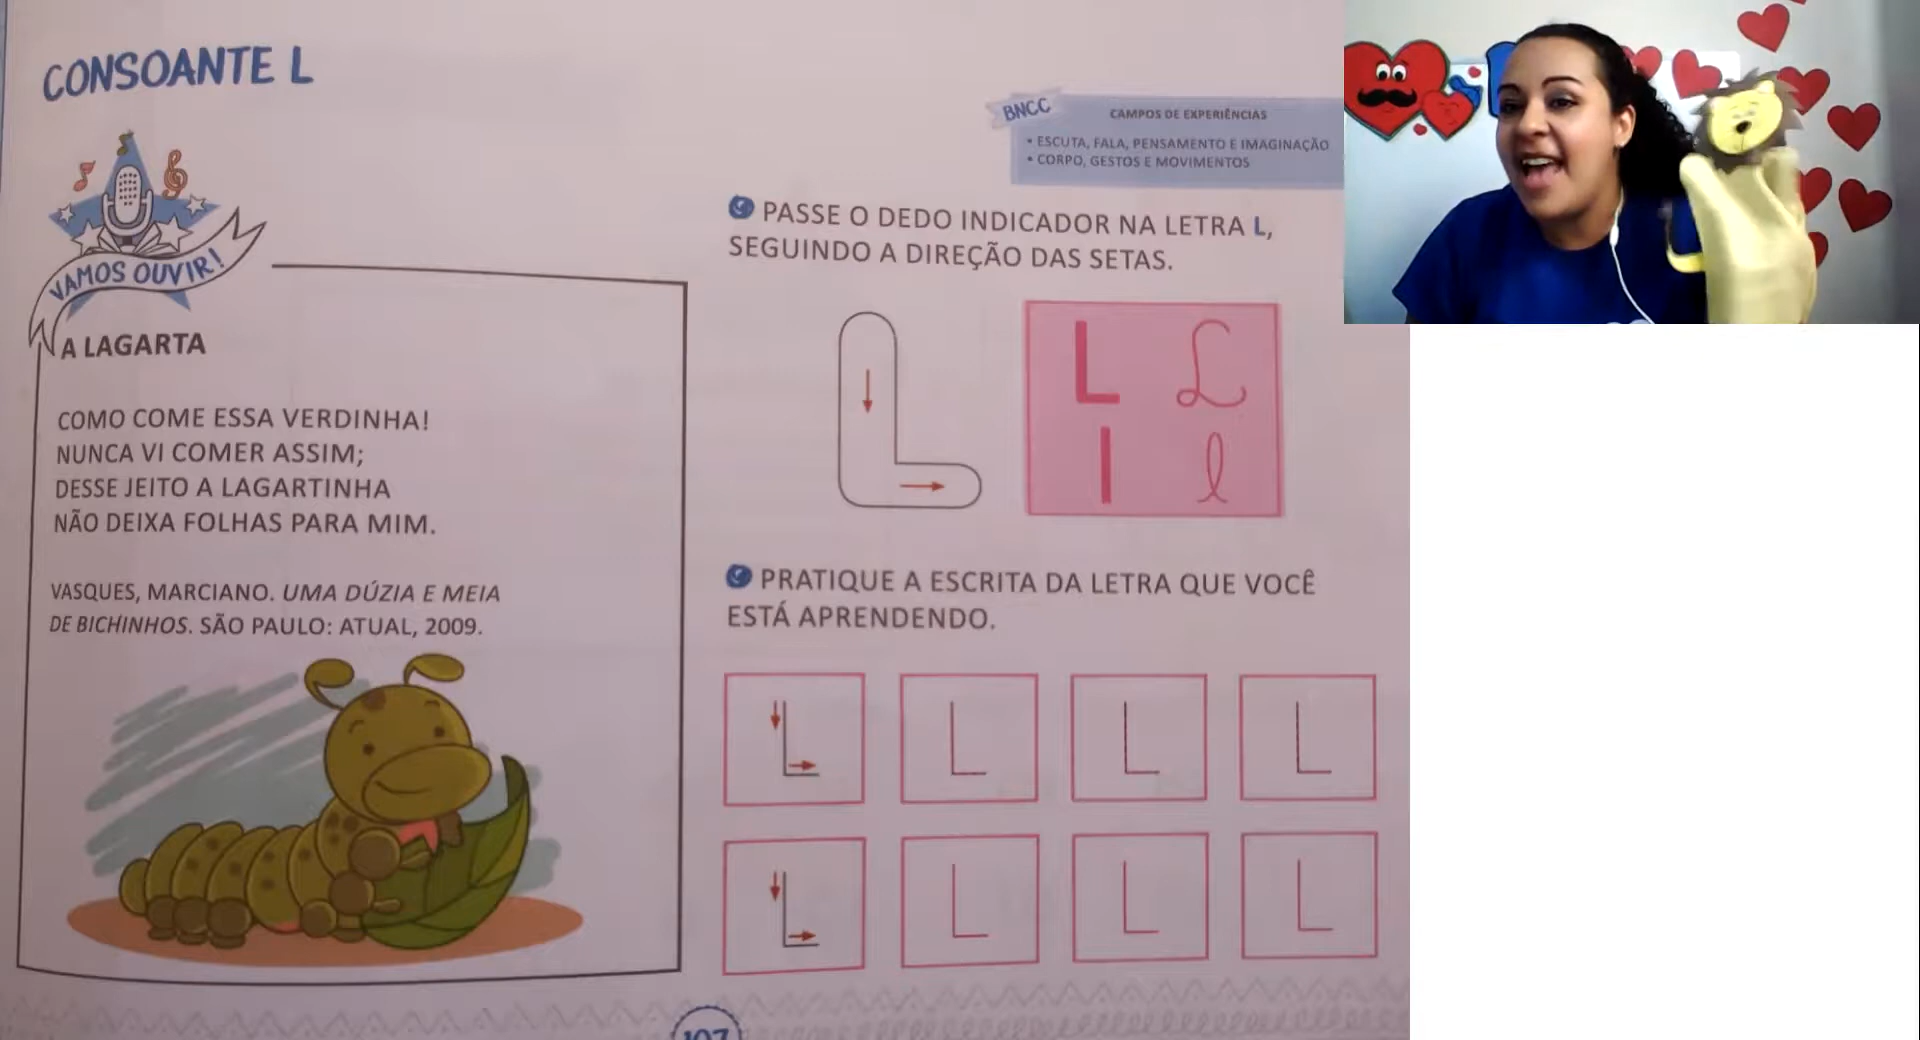 CONSOANTE L
VAMOS OUVIR!
A LAGARTA
COMO COME ESSA VERDINHA!
NUNCA VI COMER ASSIM;
DESSE JEITO A LAGARTINHA
NÃO DEIXA FOLHAS PARA MIM.
VASQUES, MARCIANO. UMA DÚZIA E MEIA
DE BICHINHOS. SÃO PAULO: ATUAL, 2009.
BNCC
CAMPOS DE EXPERIÊNCIAS
• ESCUTA, FALA, PENSAMENTO E IMAGINAÇÃO
• CORPO, GESTOS E MOVIMENTOS
PASSE O DEDO INDICADOR NA LETRA L,
SEGUINDO A DIREÇÃO DAS SETAS.
L
L L
l l
PRATIQUE A ESCRITA DA LETRA QUE VOCÊ
ESTÁ APRENDENDO.
L L L L
L L L L
107